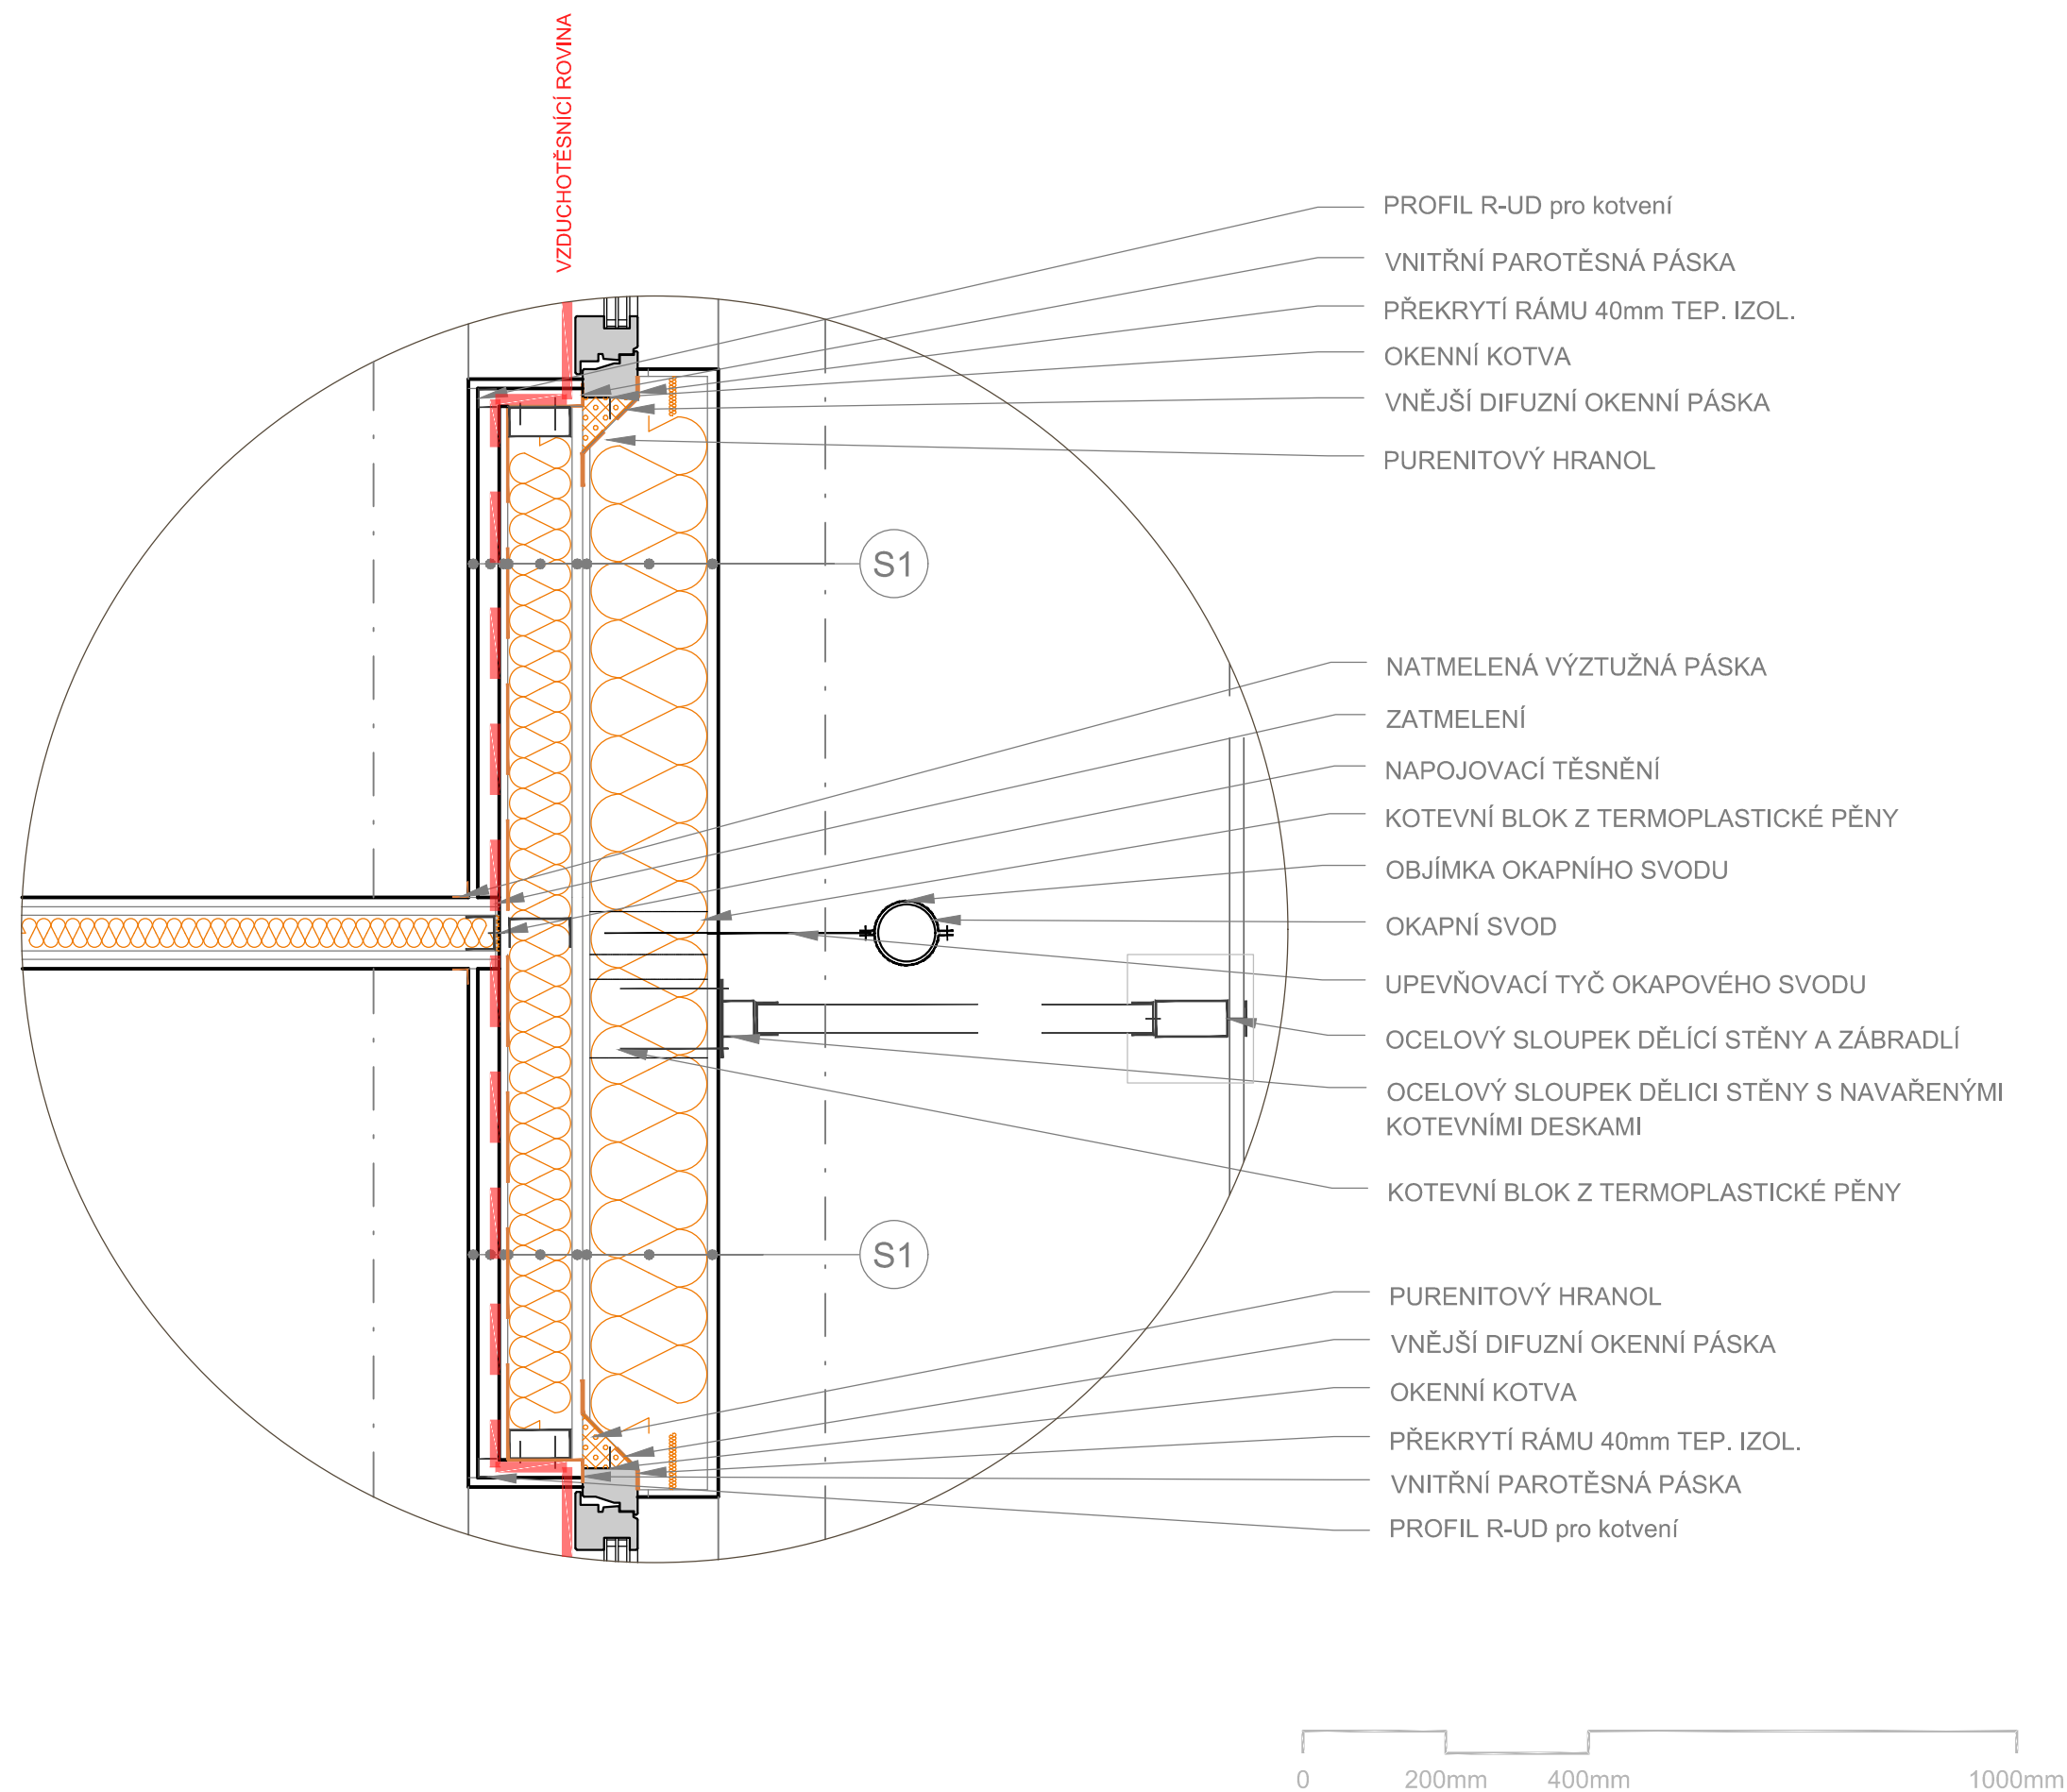 VZDUCHOTĚSNÍCÍ ROVINA
PROFIL R-UD pro kotvení
VNITŘNÍ PAROTĚSNÁ PÁSKA
PŘEKRYTÍ RÁMU 40mm TEP. IZOL.
OKENNÍ KOTVA
VNĚJŠÍ DIFUZNÍ OKENNÍ PÁSKA
PURENITOVÝ HRANOL
S1
NATMELENÁ VÝZTUŽNÁ PÁSKA
ZATMELENÍ
NAPOJOVACÍ TĚSNĚNÍ
KOTEVNÍ BLOK Z TERMOPLASTICKÉ PĚNY
OBJÍMKA OKAPNÍHO SVODU
OKAPNÍ SVOD
UPEVŇOVACÍ TYČ OKAPOVÉHO SVODU
OCELOVÝ SLOUPEK DĚLÍCÍ STĚNY A ZÁBRADLÍ
OCELOVÝ SLOUPEK DĚLICI STĚNY S NAVAŘENÝMI
KOTEVNÍMI DESKAMI
KOTEVNÍ BLOK Z TERMOPLASTICKÉ PĚNY
S1
PURENITOVÝ HRANOL
VNĚJŠÍ DIFUZNÍ OKENNÍ PÁSKA
OKENNÍ KOTVA
PŘEKRYTÍ RÁMU 40mm TEP. IZOL.
VNITŘNÍ PAROTĚSNÁ PÁSKA
PROFIL R-UD pro kotvení
0 200mm 400mm 1000mm